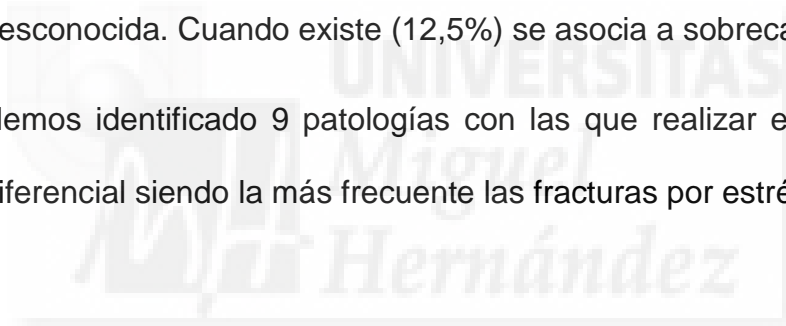 esconocida. Cuando existe (12,5%) se asocia a sobreca
UNIVERSITAS
emos identificado 9 patologías con las que realizar e
Miguel
iferencial siendo la más frecuente las fracturas por estré
Hernández